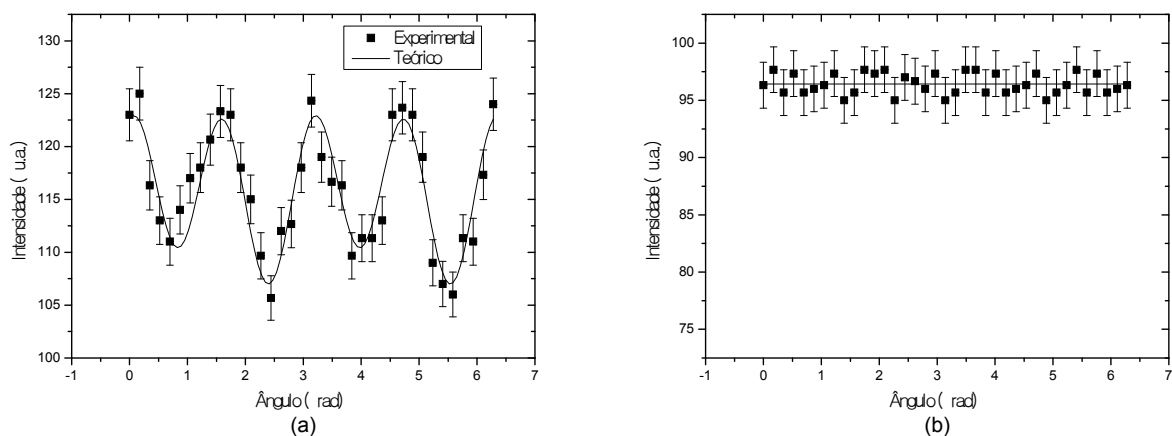 130
125
120
115
110
105
100
Intensidade ( u.a.)
Experimental
Teórico
-1 0 1 2 3 4 5 6 7
Ângulo ( rad)
(a)
100
95
90
85
80
75
Intensidade ( u.a.)
-1 0 1 2 3 4 5 6 7
Ângulo ( rad)
(b)